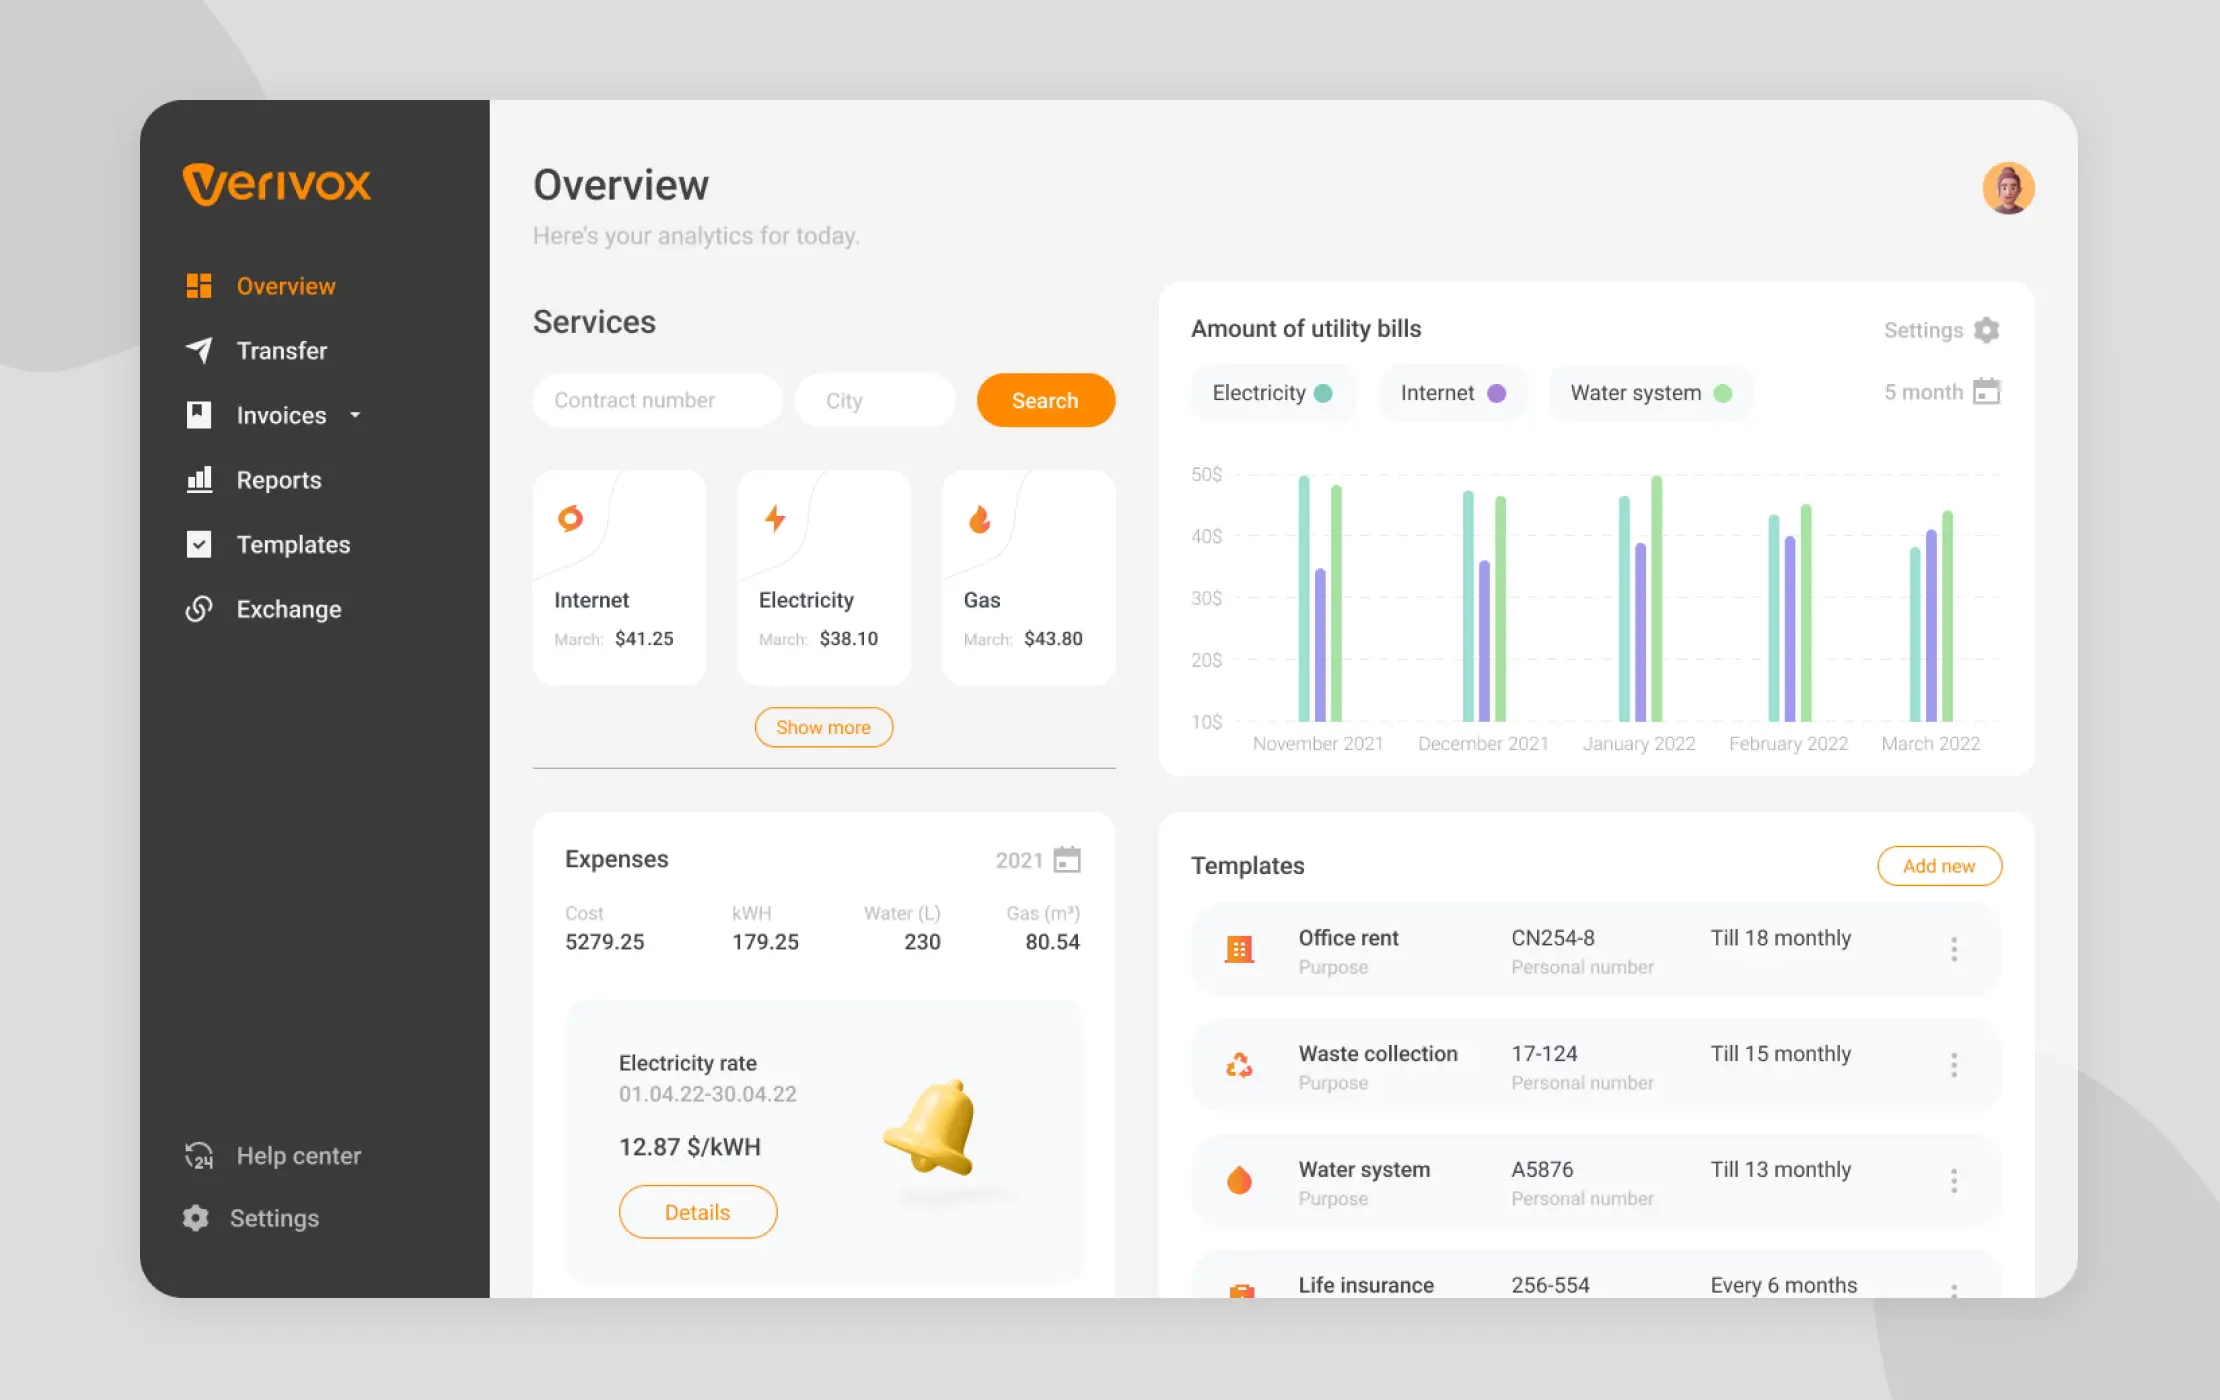 verivox
Overview
Transfer
Invoices
Reports
Templates
Exchange
24 Help center
Settings
Overview
Here's your analytics for today.
Services
Contract number City Search
Internet
March: $41.25
Electricity
March: $38.10
Gas
March: $43.80
Show more
Amount of utility bills Settings
Electricity Internet Water system 5 month
50$
40$
30$
20$
10$
November 2021 December 2021 January 2022 February 2022 March 2022
Expenses 2021
Cost kWH Water (L) Gas (m³)
5279.25 179.25 230 80.54
Electricity rate
01.04.22-30.04.22
12.87 $/kWH
Details
Templates Add new
Office rent CN254-8 Till 18 monthly
Purpose Personal number
Waste collection 17-124 Till 15 monthly
Purpose Personal number
Water system A5876 Till 13 monthly
Purpose Personal number
Life insurance 256-554 Every 6 months